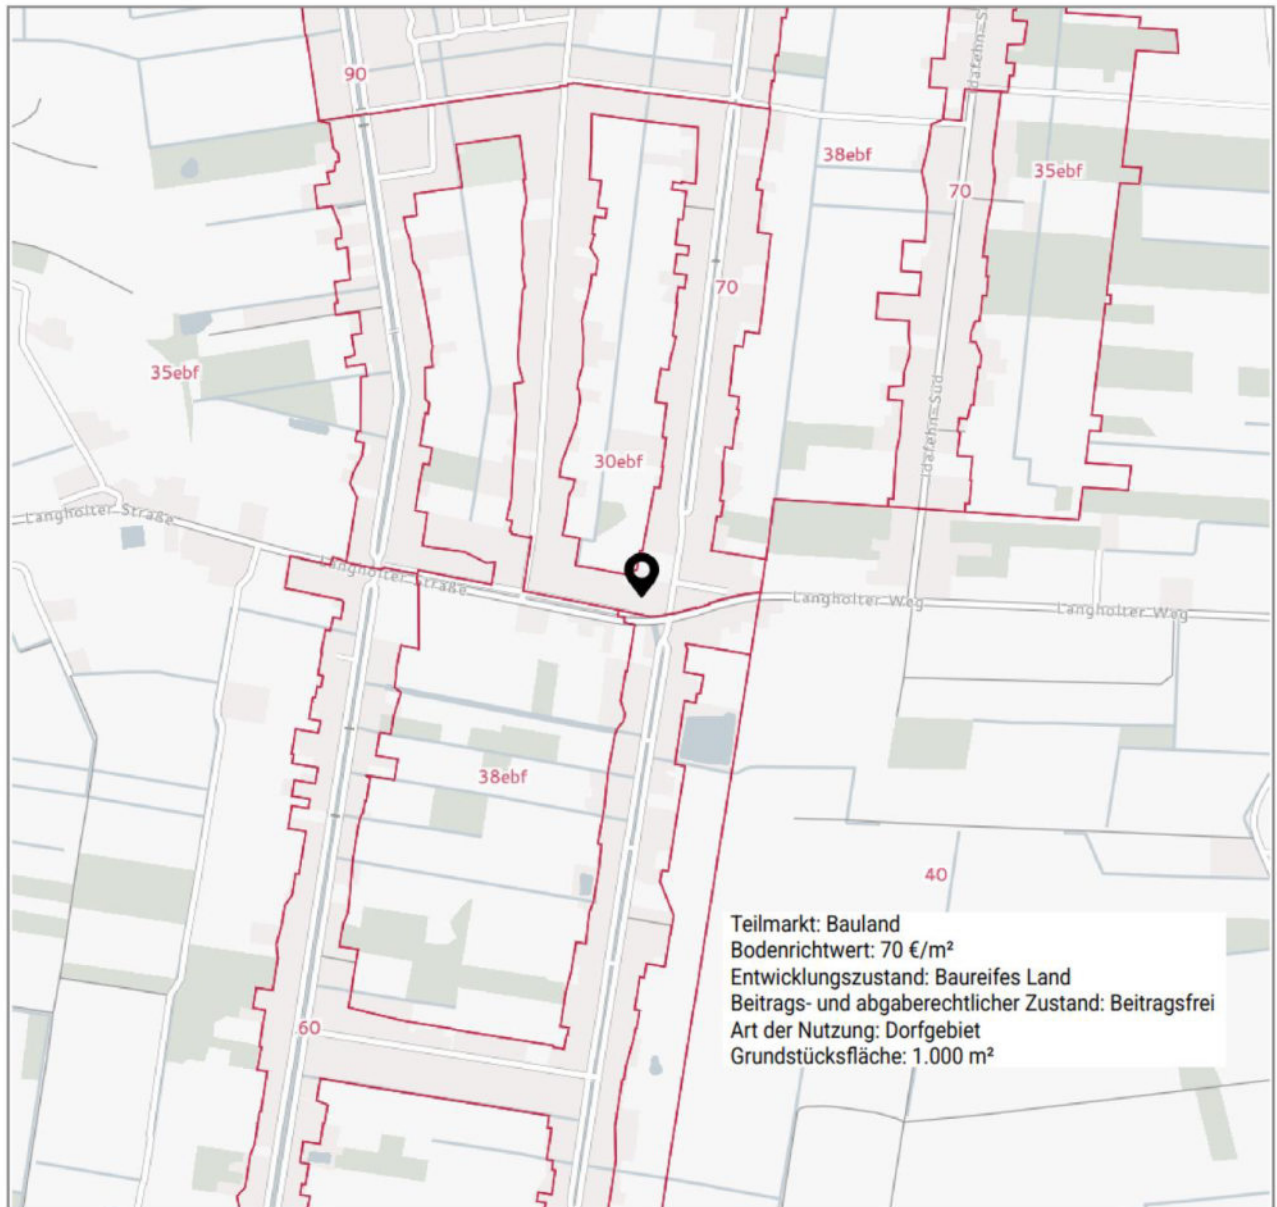 90
Idafehn-S
38ebf
35ebf
70
70
35ebf
Idafehn-Süd
30ebf
Langholter Straße
Langholter Straße
Langholter Weg
Langholter Weg
38ebf
40
Teilmarkt: Bauland
Bodenrichtwert: 70 €/m²
Entwicklungszustand: Baureifes Land
Beitrags- und abgaberechtlicher Zustand: Beitragsfrei
Art der Nutzung: Dorfgebiet
Grundstücksfläche: 1.000 m²
60